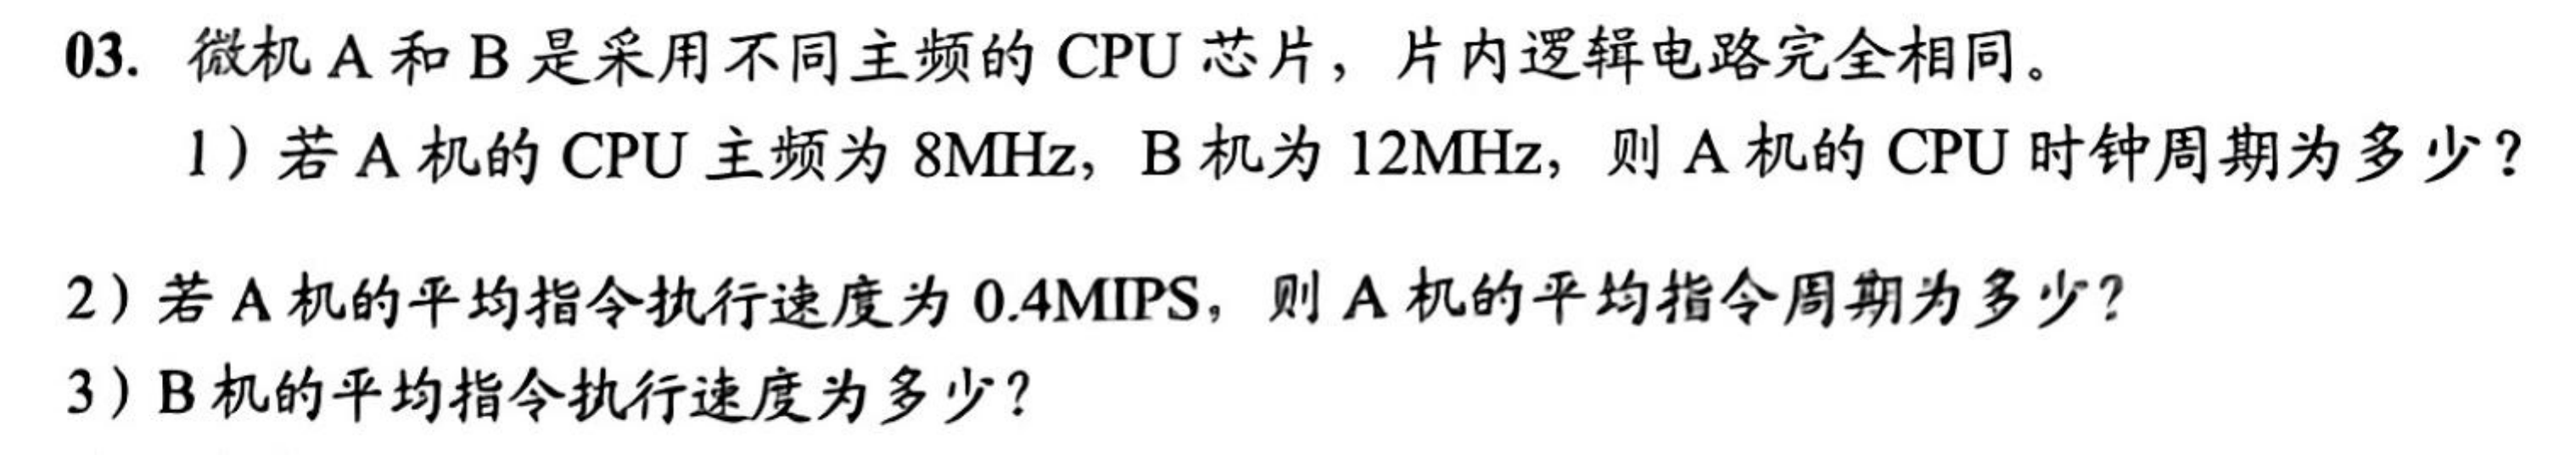 03. 微机 A 和 B 是采用不同主频的 CPU 芯片，片内逻辑电路完全相同。
1）若 A 机的 CPU 主频为 8MHz，B 机为 12MHz，则 A 机的 CPU 时钟周期为多少？
2）若 A 机的平均指令执行速度为 0.4MIPS，则 A 机的平均指令周期为多少？
3）B 机的平均指令执行速度为多少？